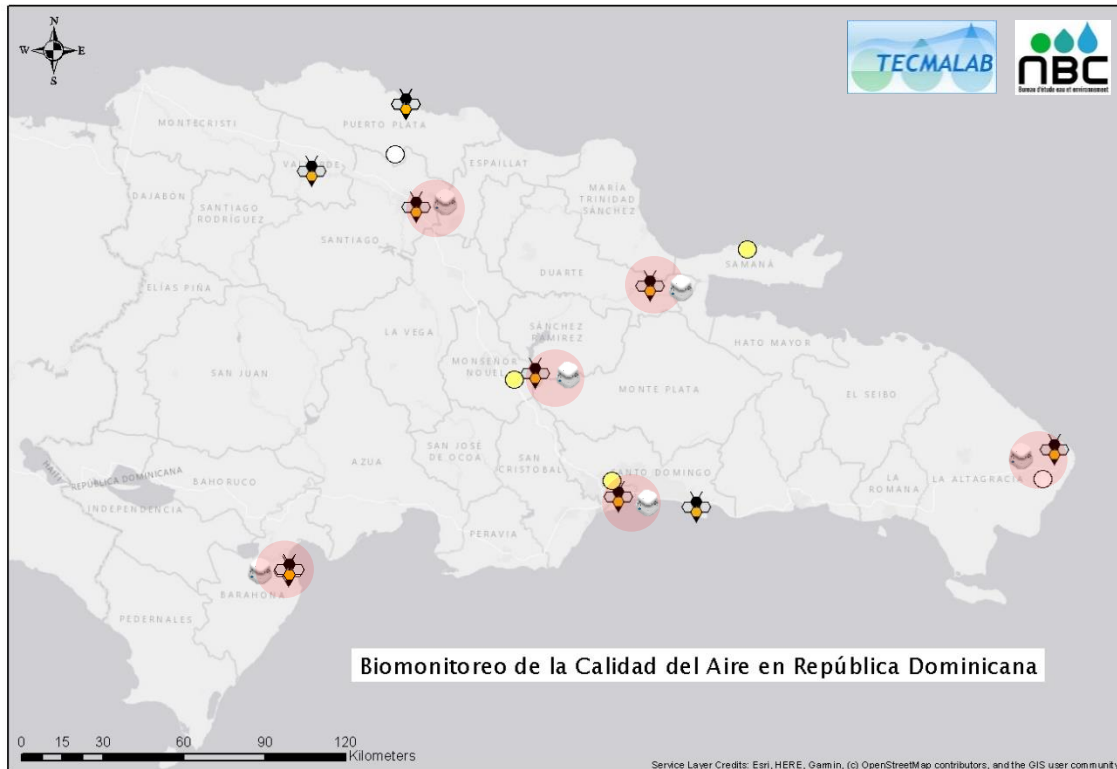 N
W E
S
TECMALAB
NBC
Bureau d'étude eau et environnement
MONTECRISTI
PUERTO PLATA
VALVERDE
ESPAILLAT
DAJABÓN
SANTIAGO
RODRÍGUEZ
MARÍA
TRINIDAD
SÁNCHEZ
SANTIAGO
DUARTE
SAMANÁ
ELÍAS PIÑA
LA VEGA
SÁNCHEZ
RAMÍREZ
HATO MAYOR
SAN JUAN
MONSEÑOR
NOUEL
MONTE PLATA
EL SEIBO
SAN JOSÉ
DE OCOA
SAN
CRISTÓBAL
SANTO DOMINGO
AZUA
HAITÍ
REPÚBLICA DOMINICANA
BAHORUCO
LA
ROMANA
LA ALTAGRACIA
INDEPENDENCIA
PERAVIA
BARAHONA
PEDERNALES
Biomonitoreo de la Calidad del Aire en República Dominicana
0 15 30 60 90 120
Kilometers
Service Layer Credits: Esri, HERE, Garmin, (c) OpenStreetMap contributors, and the GIS user community